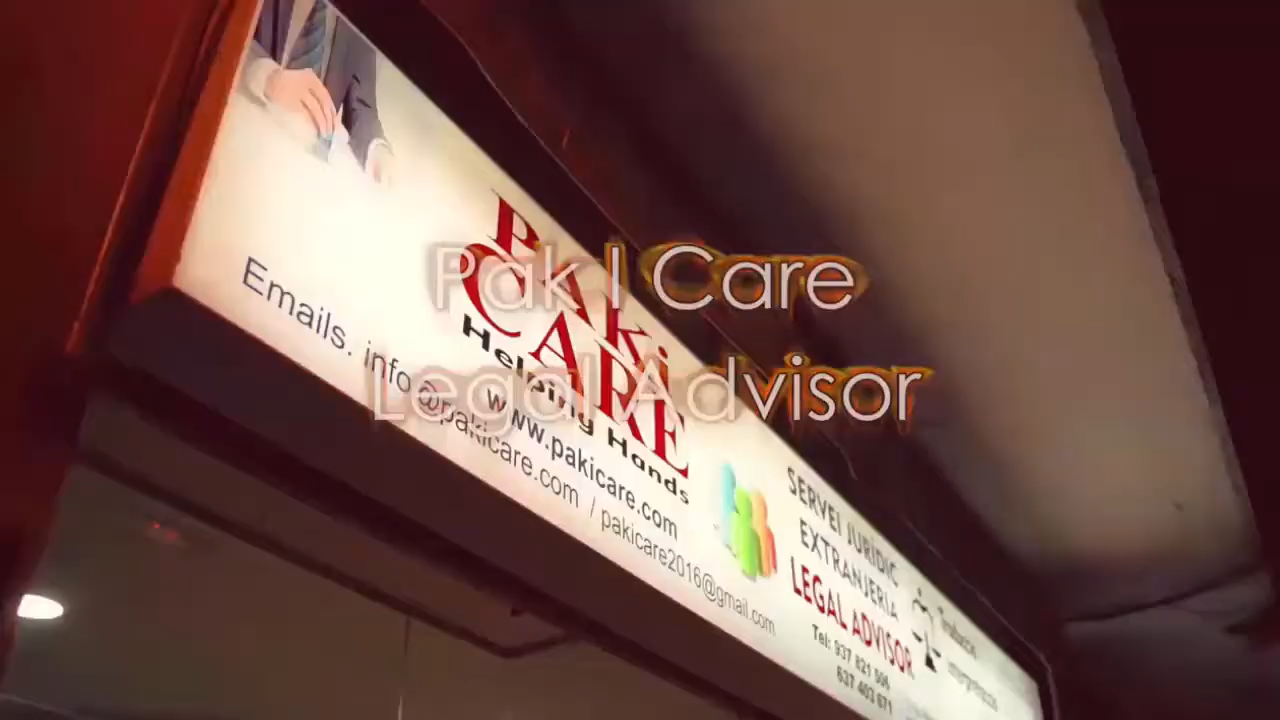 Pak I Care
Legal Advisor
PAKi
CARE
Helping Hands
www.pakicare.com
Emails. info@pakicare.com / pakicare2016@gmail.com
SERVEI JURÍDIC
EXTRANJERIA
LEGAL ADVISOR
Tel: 937 821 506
637 403 671